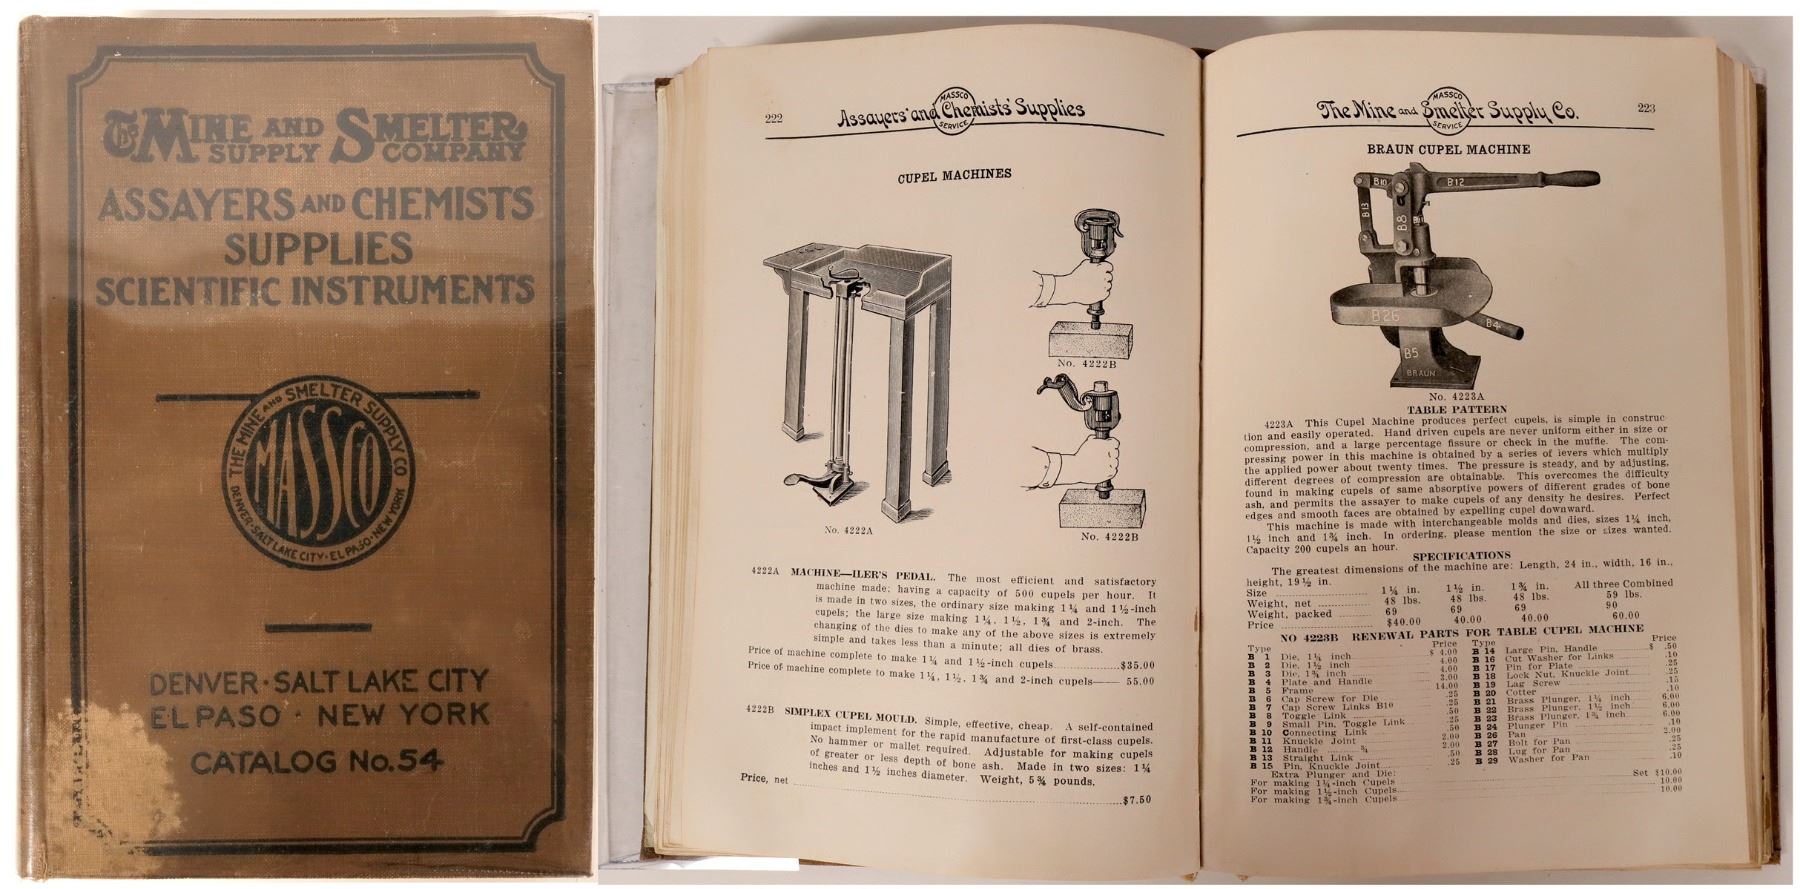 The MINE AND SMELTER
SUPPLY COMPANY
ASSAYERS AND CHEMISTS
SUPPLIES
SCIENTIFIC INSTRUMENTS
THE MINE AND SMELTER SUPPLY CO
MASSCO
DENVER·SALT LAKE CITY·EL PASO·NEW YORK
DENVER·SALT LAKE CITY
EL PASO · NEW YORK
CATALOG No. 54
222
Assayers' and Chemists' Supplies
MASSCO
SERVICE
CUPEL MACHINES
No. 4222B
No. 4222A
No. 4222B
4222A MACHINE—ILER'S PEDAL. The most efficient and satisfactory
machine made; having a capacity of 500 cupels per hour. It
is made in two sizes, the ordinary size making 1¼ and 1½-inch
cupels; the large size making 1¼, 1½, 1¾ and 2-inch. The
changing of the dies to make any of the above sizes is extremely
simple and takes less than a minute; all dies of brass.
Price of machine complete to make 1¼ and 1½-inch cupels..............$35.00
Price of machine complete to make 1¼, 1½, 1¾ and 2-inch cupels—— 55.00
4222B SIMPLEX CUPEL MOULD. Simple, effective, cheap. A self-contained
impact implement for the rapid manufacture of first-class cupels.
No hammer or mallet required. Adjustable for making cupels
of greater or less depth of bone ash. Made in two sizes: 1¼
inches and 1½ inches diameter. Weight, 5¾ pounds.
Price, net ..............$7.50
The Mine and Smelter Supply Co.
MASSCO
SERVICE
223
BRAUN CUPEL MACHINE
B10 B12
B13
B8
B26
B4
B5
BRAUN
No. 4223A
TABLE PATTERN
4223A This Cupel Machine produces perfect cupels, is simple in construc-
tion and easily operated. Hand driven cupels are never uniform either in size or
compression, and a large percentage fissure or check in the muffle. The com-
pressing power in this machine is obtained by a series of levers which multiply
the applied power about twenty times. The pressure is steady, and by adjusting,
different degrees of compression are obtainable. This overcomes the difficulty
found in making cupels of same absorptive powers of different grades of bone
ash, and permits the assayer to make cupels of any density he desires. Perfect
edges and smooth faces are obtained by expelling cupel downward.
This machine is made with interchangeable molds and dies, sizes 1¼ inch,
1½ inch and 1¾ inch. In ordering, please mention the size or sizes wanted.
Capacity 200 cupels an hour.
SPECIFICATIONS
The greatest dimensions of the machine are: Length, 24 in., width, 16 in.,
height, 19½ in.
Size .............. 1¼ in. 1½ in. 1¾ in. All three Combined
Weight, net .............. 48 lbs. 48 lbs. 48 lbs. 59 lbs.
Weight, packed .............. 69 69 69 90
Price .............. $40.00 40.00 40.00 60.00
NO 4223B RENEWAL PARTS FOR TABLE CUPEL MACHINE
Type Price Type Price
B 1 Die, 1¼ inch $ 4.00 B 14 Large Pin, Handle $ .50
B 2 Die, 1½ inch 4.00 B 16 Cut Washer for Links .10
B 3 Die, 1¾ inch 4.00 B 17 Pin for Plate .25
B 4 Plate and Handle 3.00 B 18 Lock Nut, Knuckle Joint .25
B 5 Frame 14.00 B 19 Lag Screw .15
B 6 Cap Screw for Die .25 B 20 Cotter .10
B 7 Cap Screw Links B10 .25 B 21 Brass Plunger, 1¼ inch 6.00
B 8 Toggle Link .50 B 22 Brass Plunger, 1½ inch 6.00
B 9 Small Pin, Toggle Link .25 B 23 Brass Plunger, 1¾ inch 6.00
B 10 Connecting Link .50 B 24 Plunger Pin .10
B 11 Knuckle Joint 2.00 B 26 Pan 2.00
B 12 Handle ¾ 2.00 B 27 Bolt for Pan .25
B 13 Straight Link .50 B 28 Lug for Pan .25
B 15 Pin, Knuckle Joint .25 B 29 Washer for Pan .10
Extra Plunger and Die:
For making 1¼-inch Cupels Set $10.00
For making 1½-inch Cupels 10.00
For making 1¾-inch Cupels 10.00